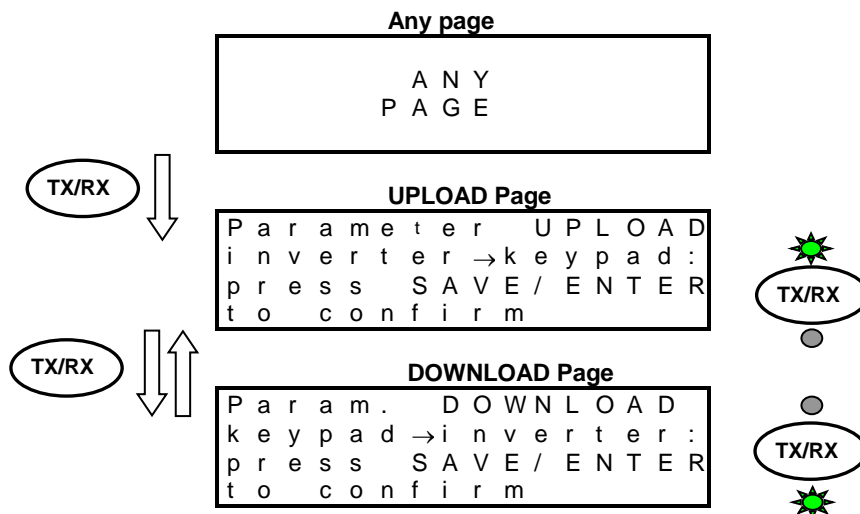 Any page
ANY
PAGE
TX/RX
UPLOAD Page
Parameter UPLOAD
inverter→keypad:
press SAVE/ENTER
to confirm
TX/RX
TX/RX
DOWNLOAD Page
Param. DOWNLOAD
keypad→inverter:
press SAVE/ENTER
to confirm
TX/RX